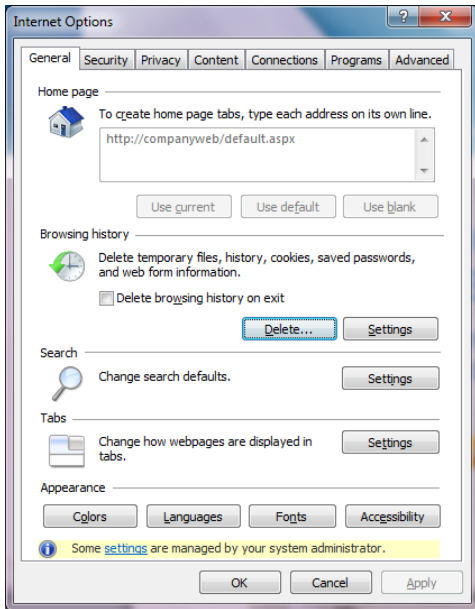 Internet Options
General Security Privacy Content Connections Programs Advanced
Home page
To create home page tabs, type each address on its own line.
http://companyweb/default.aspx
Use current Use default Use blank
Browsing history
Delete temporary files, history, cookies, saved passwords,
and web form information.
Delete browsing history on exit
Delete... Settings
Search
Change search defaults. Settings
Tabs
Change how webpages are displayed in Settings
tabs.
Appearance
Colors Languages Fonts Accessibility
Some settings are managed by your system administrator.
OK Cancel Apply